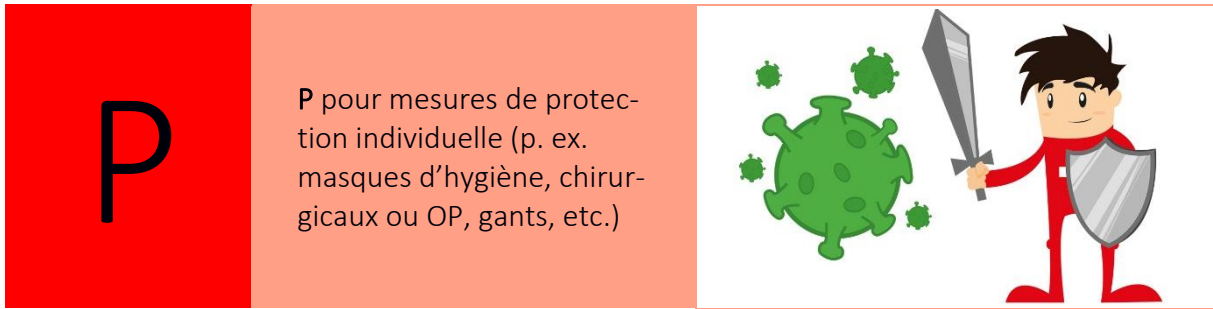 P
P pour mesures de protec-
tion individuelle (p. ex.
masques d’hygiène, chirur-
gicaux ou OP, gants, etc.)